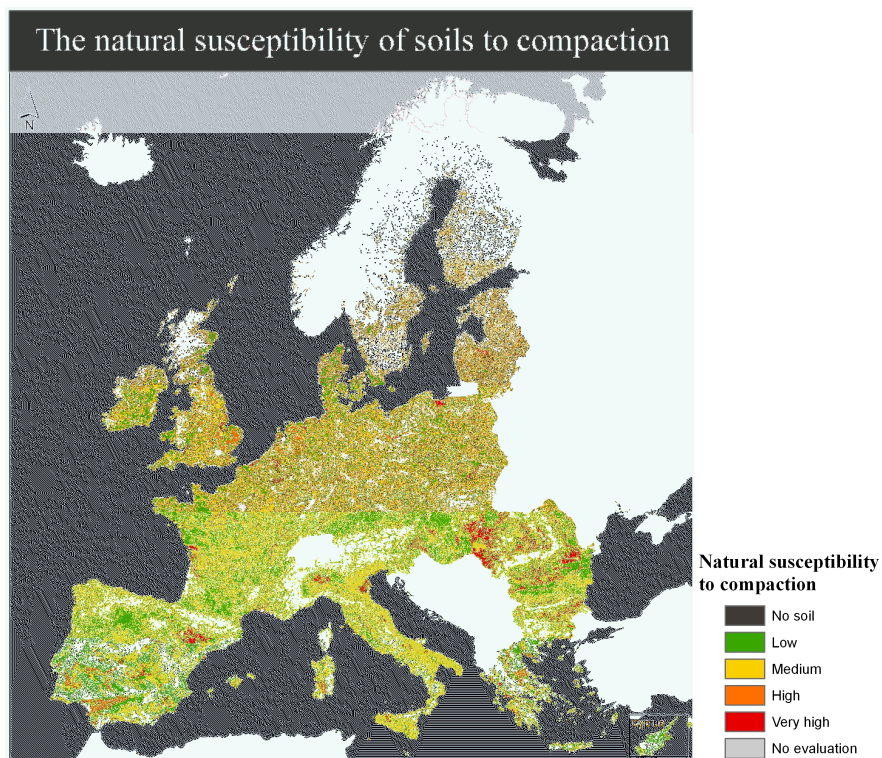 The natural susceptibility of soils to compaction
N
Natural susceptibility
to compaction
No soil
Low
Medium
High
Very high
No evaluation